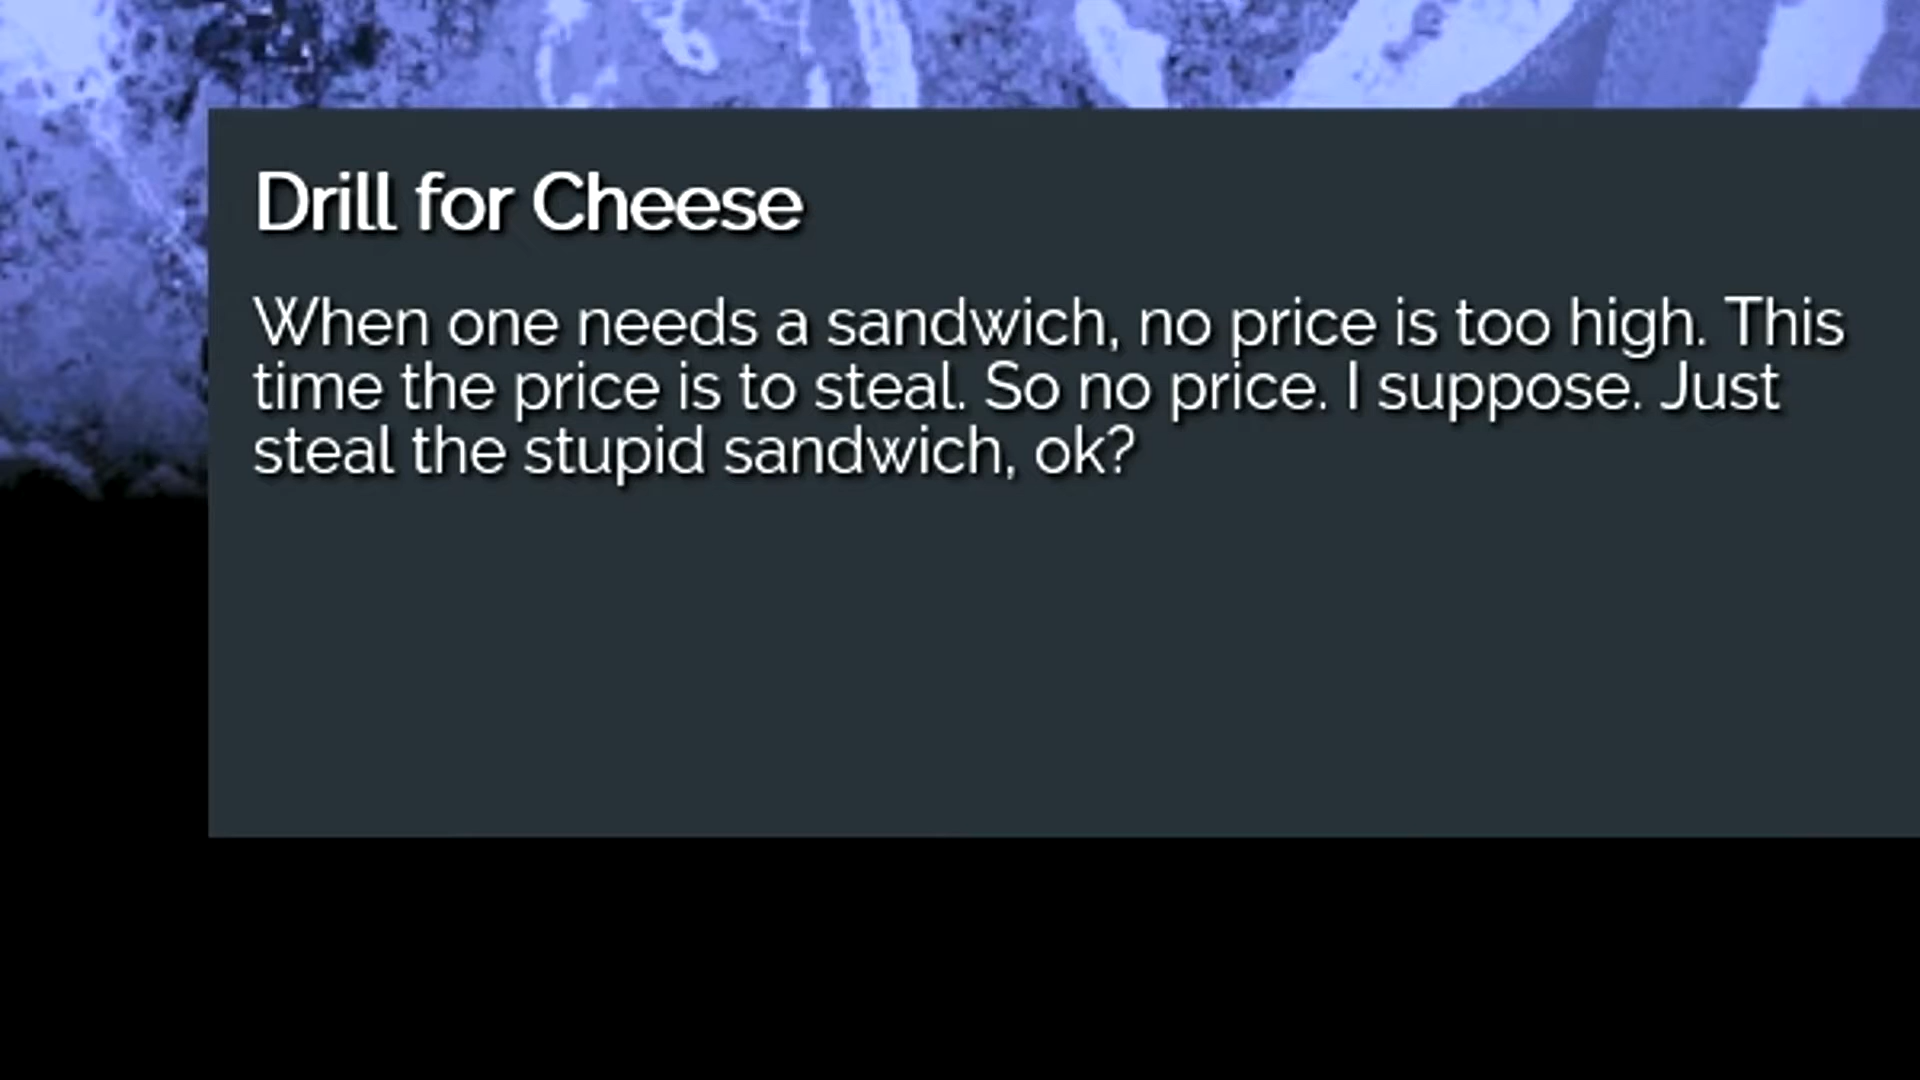 Drill for Cheese
When one needs a sandwich, no price is too high. This
time the price is to steal. So no price. I suppose. Just
steal the stupid sandwich, ok?